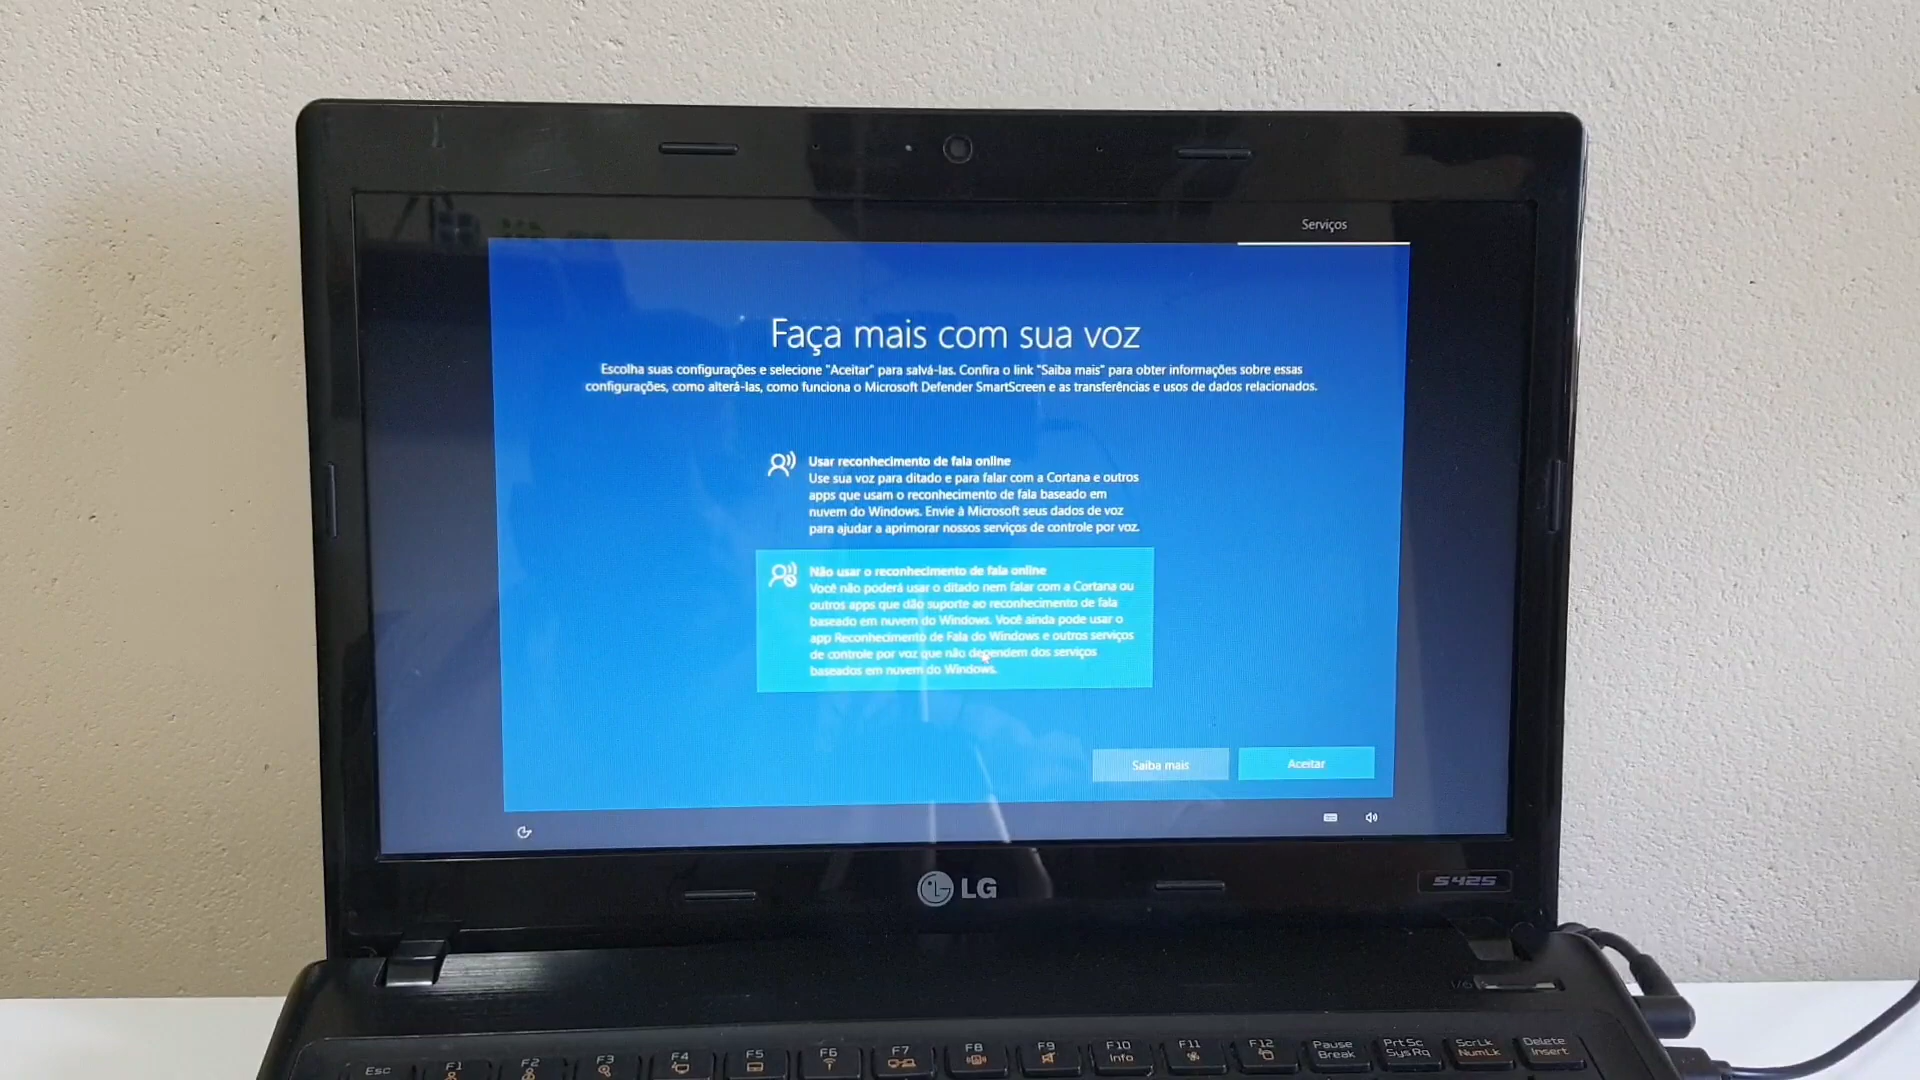 Serviços
Faça mais com sua voz
Escolha suas configurações e selecione "Aceitar" para salvá-las. Confira o link "Saiba mais" para obter informações sobre essas
configurações, como alterá-las, como funciona o Microsoft Defender SmartScreen e as transferências e usos de dados relacionados.
Usar reconhecimento de fala online
Use sua voz para ditado e para falar com a Cortana e outros
apps que usam o reconhecimento de fala baseado em
nuvem do Windows. Envie à Microsoft seus dados de voz
para ajudar a aprimorar nossos serviços de controle por voz.
Não usar o reconhecimento de fala online
Você não poderá usar o ditado nem falar com a Cortana ou
outros apps que dão suporte ao reconhecimento de fala
baseado em nuvem do Windows. Você ainda pode usar o
app Reconhecimento de Fala do Windows e outros serviços
de controle por voz que não dependem dos serviços
baseados em nuvem do Windows.
Saiba mais
Aceitar
LG
S425
Esc F1 F2 F3 F4 F5 F6 F7 F8 F9 F10 F11 F12 Pause PrtSc ScrLk Delete
Info Break SysRq NumLk Insert